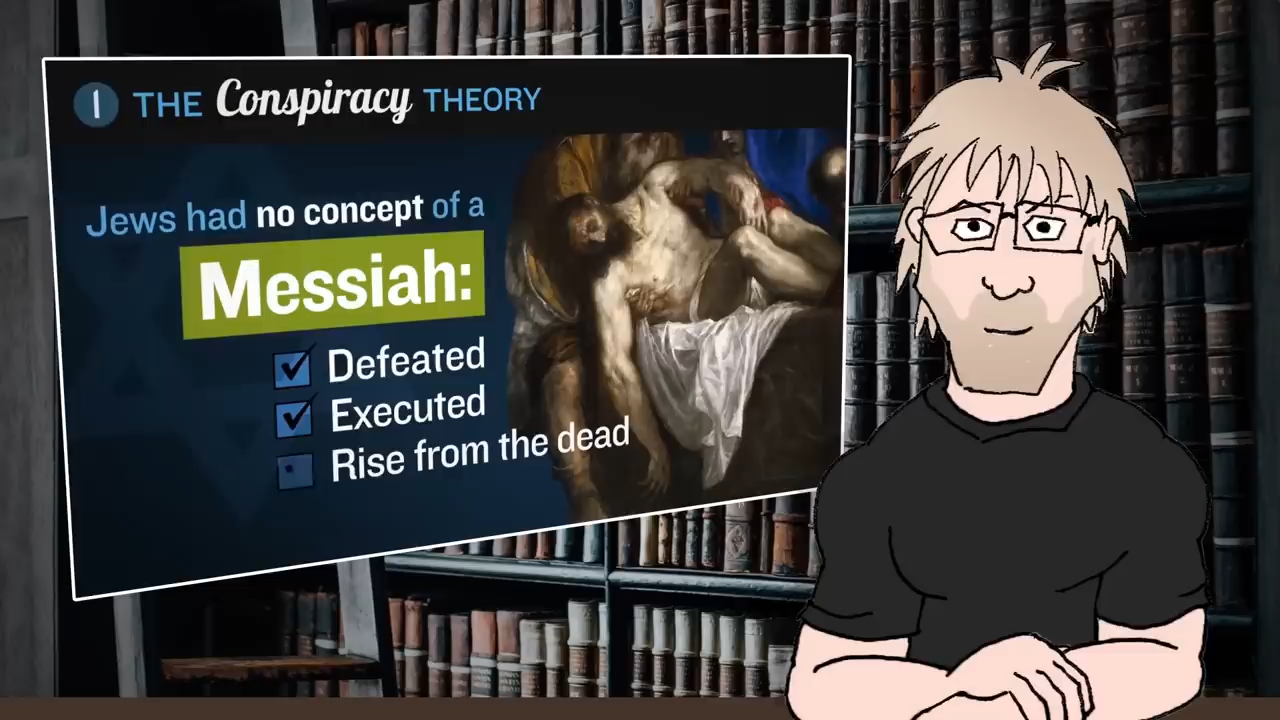 1 THE Conspiracy THEORY
Jews had no concept of a
Messiah:
Defeated
Executed
Rise from the dead